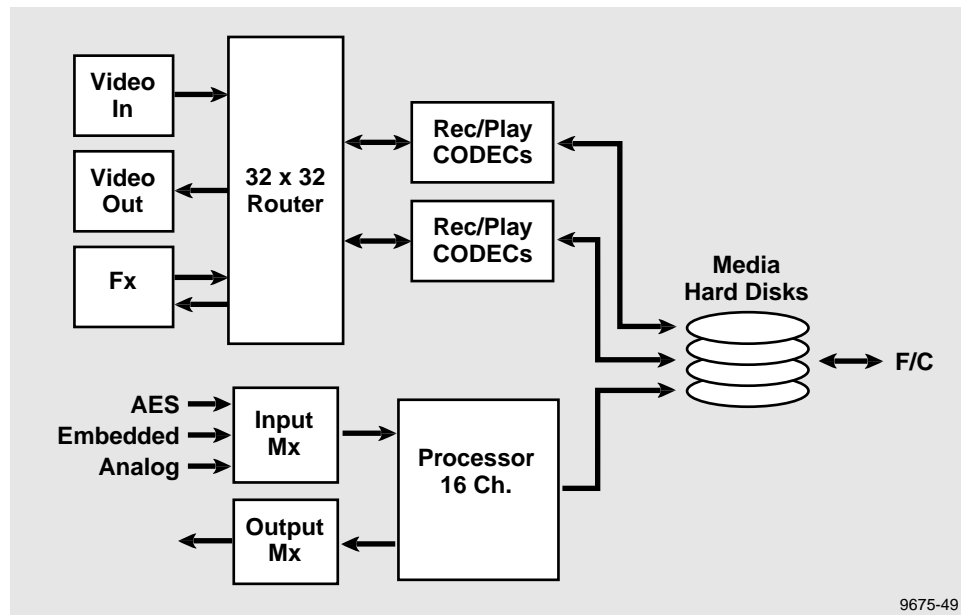 Video
In
Video
Out
Fx
32 x 32
Router
Rec/Play
CODECs
Rec/Play
CODECs
Media
Hard Disks
F/C
AES
Embedded
Analog
Input
Mx
Output
Mx
Processor
16 Ch.
9675-49